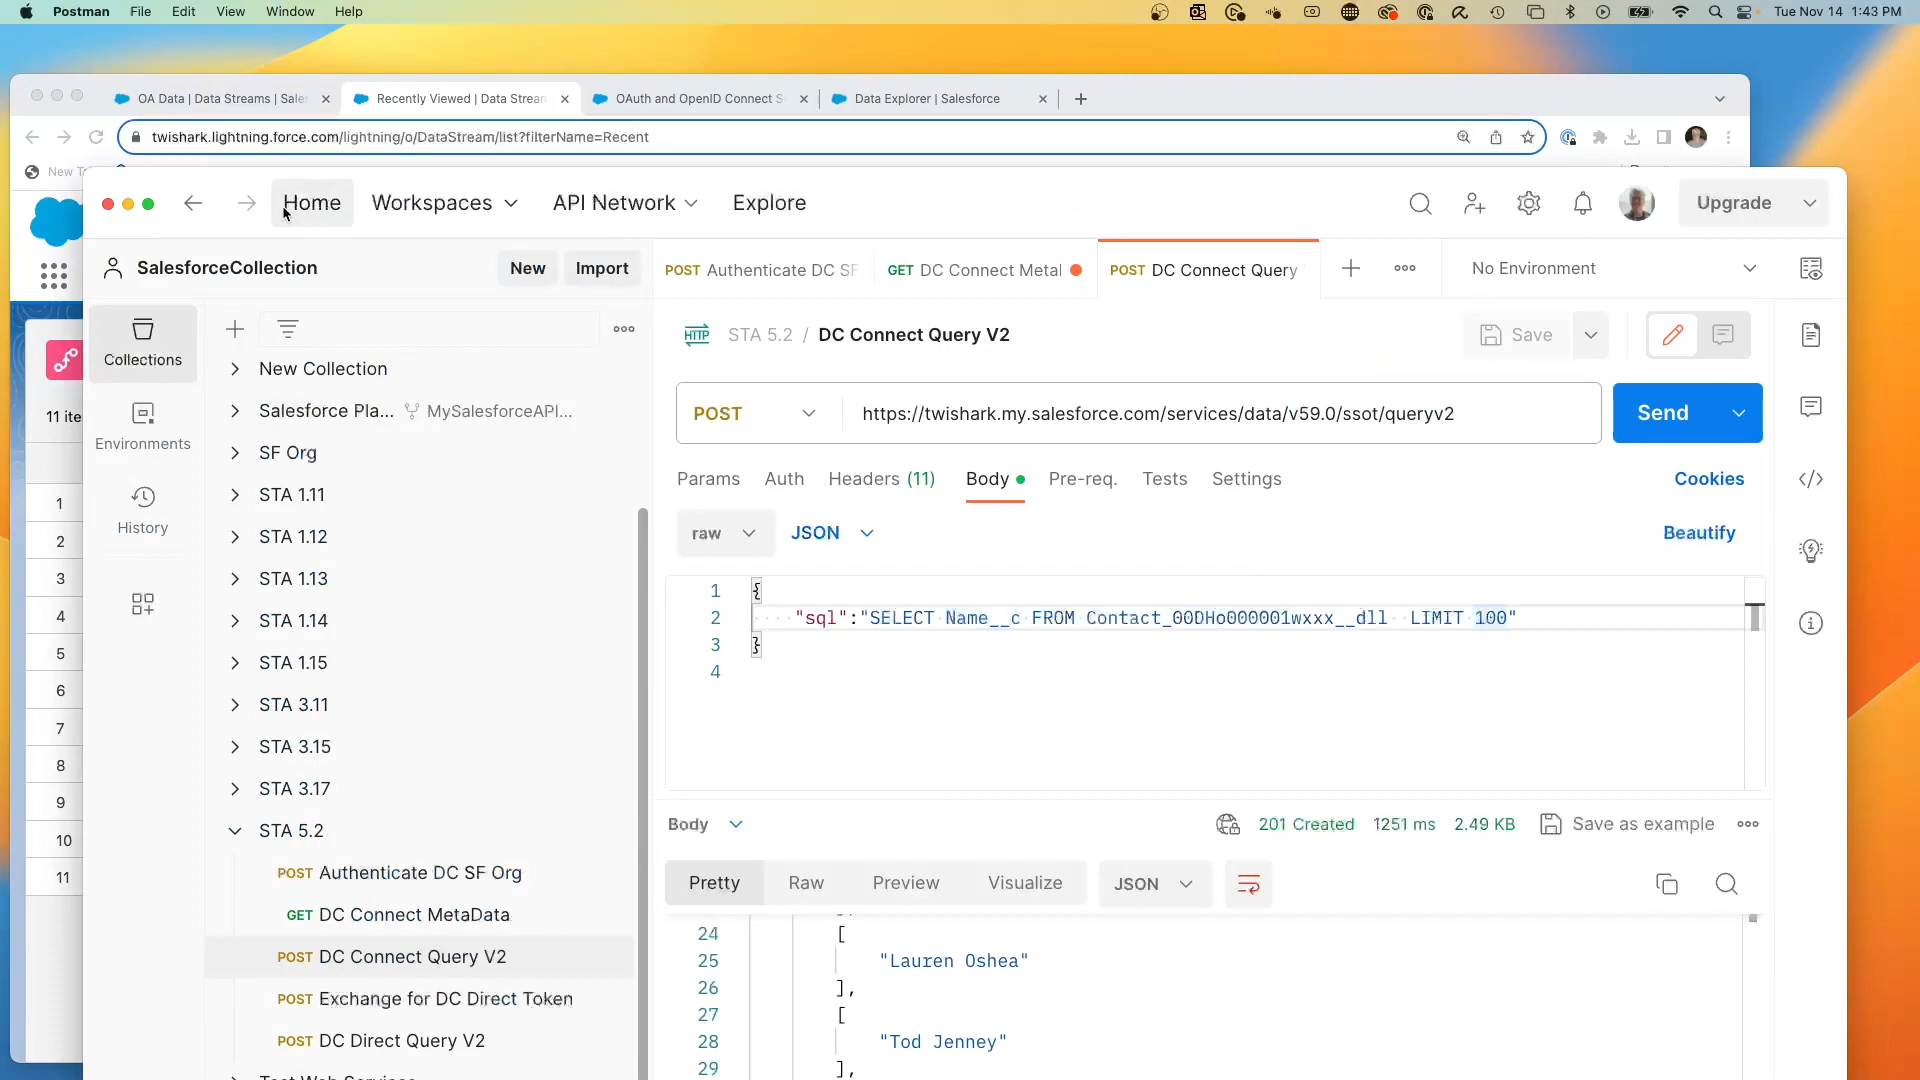 Postman File Edit View Window Help
Tue Nov 14 1:43 PM
OA Data | Data Streams | Sales
Recently Viewed | Data Stream
OAuth and OpenID Connect S
Data Explorer | Salesforce
twishark.lightning.force.com/lightning/o/DataStream/list?filterName=Recent
New T
Home Workspaces API Network Explore
Upgrade
SalesforceCollection
New Import
POST Authenticate DC SF
GET DC Connect Metal
POST DC Connect Query
No Environment
Collections
Environments
History
11 ite
1
2
3
4
5
6
7
8
9
10
11
New Collection
Salesforce Pla... MySalesforceAPI...
SF Org
STA 1.11
STA 1.12
STA 1.13
STA 1.14
STA 1.15
STA 3.11
STA 3.15
STA 3.17
STA 5.2
POST Authenticate DC SF Org
GET DC Connect MetaData
POST DC Connect Query V2
POST Exchange for DC Direct Token
POST DC Direct Query V2
HTTP STA 5.2 / DC Connect Query V2
Save
POST https://twishark.my.salesforce.com/services/data/v59.0/ssot/queryv2
Send
Params Auth Headers (11) Body Pre-req. Tests Settings
Cookies
raw JSON
Beautify
1 {
2 "sql":"SELECT Name__c FROM Contact_00DHo000001wxxx__dll LIMIT 100"
3 }
4
Body
201 Created 1251 ms 2.49 KB Save as example
Pretty Raw Preview Visualize JSON
24 [
25 "Lauren Oshea"
26 ],
27 [
28 "Tod Jenney"
29 ],